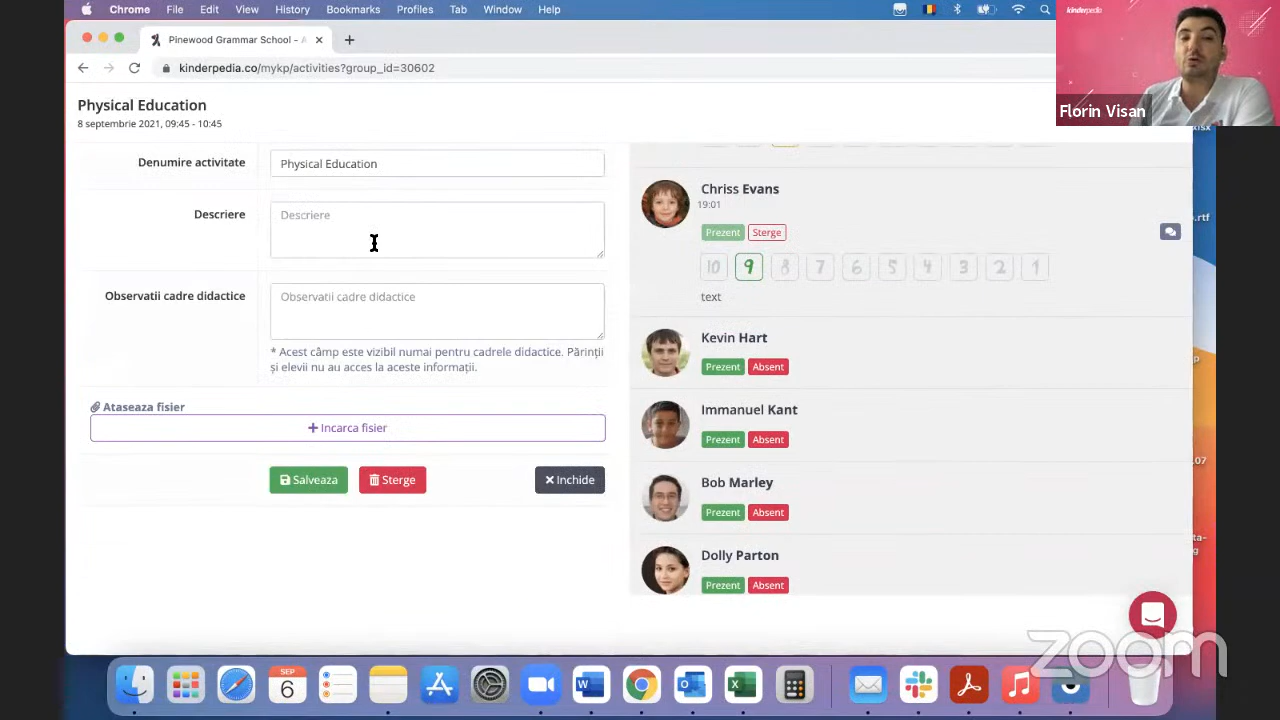 Chrome File Edit View History Bookmarks Profiles Tab Window Help
kinderpedia
Pinewood Grammar School – A
kinderpedia.co/mykp/activities?group_id=30602
Florin Visan
Physical Education
8 septembrie 2021, 09:45 - 10:45
Denumire activitate
Physical Education
Descriere
Descriere
Observatii cadre didactice
Observatii cadre didactice
* Acest câmp este vizibil numai pentru cadrele didactice. Părinții
și elevii nu au acces la aceste informații.
Ataseaza fisier
Incarca fisier
Salveaza
Sterge
Inchide
Chriss Evans
19:01
Prezent Sterge
10 9 8 7 6 5 4 3 2 1
text
Kevin Hart
Prezent Absent
Immanuel Kant
Prezent Absent
Bob Marley
Prezent Absent
Dolly Parton
Prezent Absent
.rtf
zoom
SEP
6